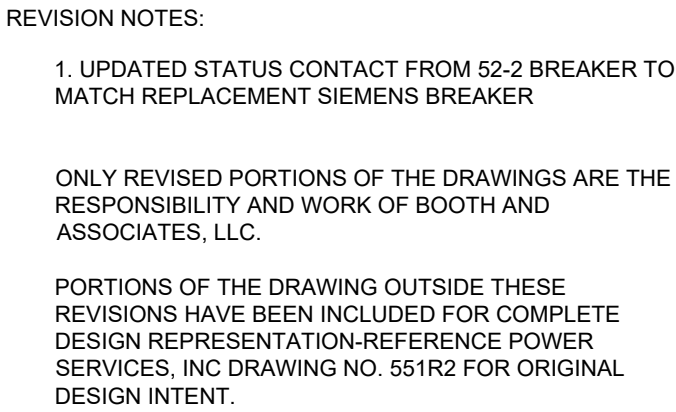 REVISION NOTES:
1. UPDATED STATUS CONTACT FROM 52-2 BREAKER TO
MATCH REPLACEMENT SIEMENS BREAKER
ONLY REVISED PORTIONS OF THE DRAWINGS ARE THE
RESPONSIBILITY AND WORK OF BOOTH AND
ASSOCIATES, LLC.
PORTIONS OF THE DRAWING OUTSIDE THESE
REVISIONS HAVE BEEN INCLUDED FOR COMPLETE
DESIGN REPRESENTATION-REFERENCE POWER
SERVICES, INC DRAWING NO. 551R2 FOR ORIGINAL
DESIGN INTENT.